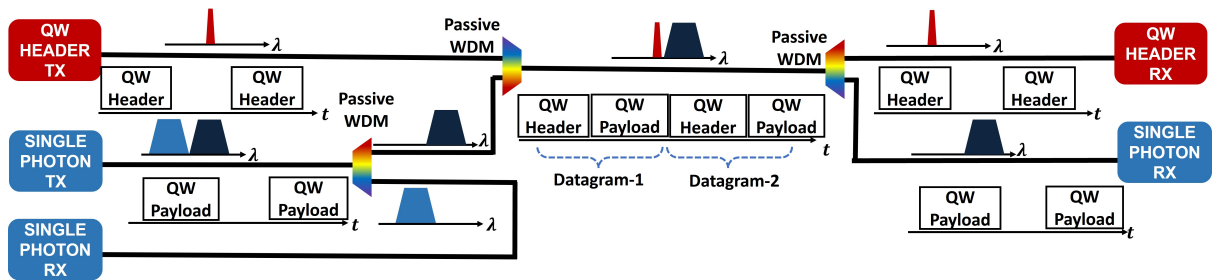 QW
HEADER
TX
λ
QW
Header
QW
Header
t
Passive
WDM
SINGLE
PHOTON
TX
λ
QW
Payload
QW
Payload
t
Passive
WDM
λ
λ
SINGLE
PHOTON
RX
λ
QW
Header
QW
Payload
QW
Header
QW
Payload
t
Datagram-1
Datagram-2
Passive
WDM
λ
QW
Header
QW
Header
t
QW
HEADER
RX
λ
SINGLE
PHOTON
RX
QW
Payload
QW
Payload
t